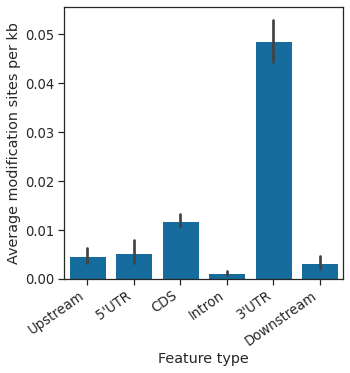 Average modification sites per kb
0.05
0.04
0.03
0.02
0.01
0.00
Upstream
5'UTR
CDS
Intron
3'UTR
Downstream
Feature type